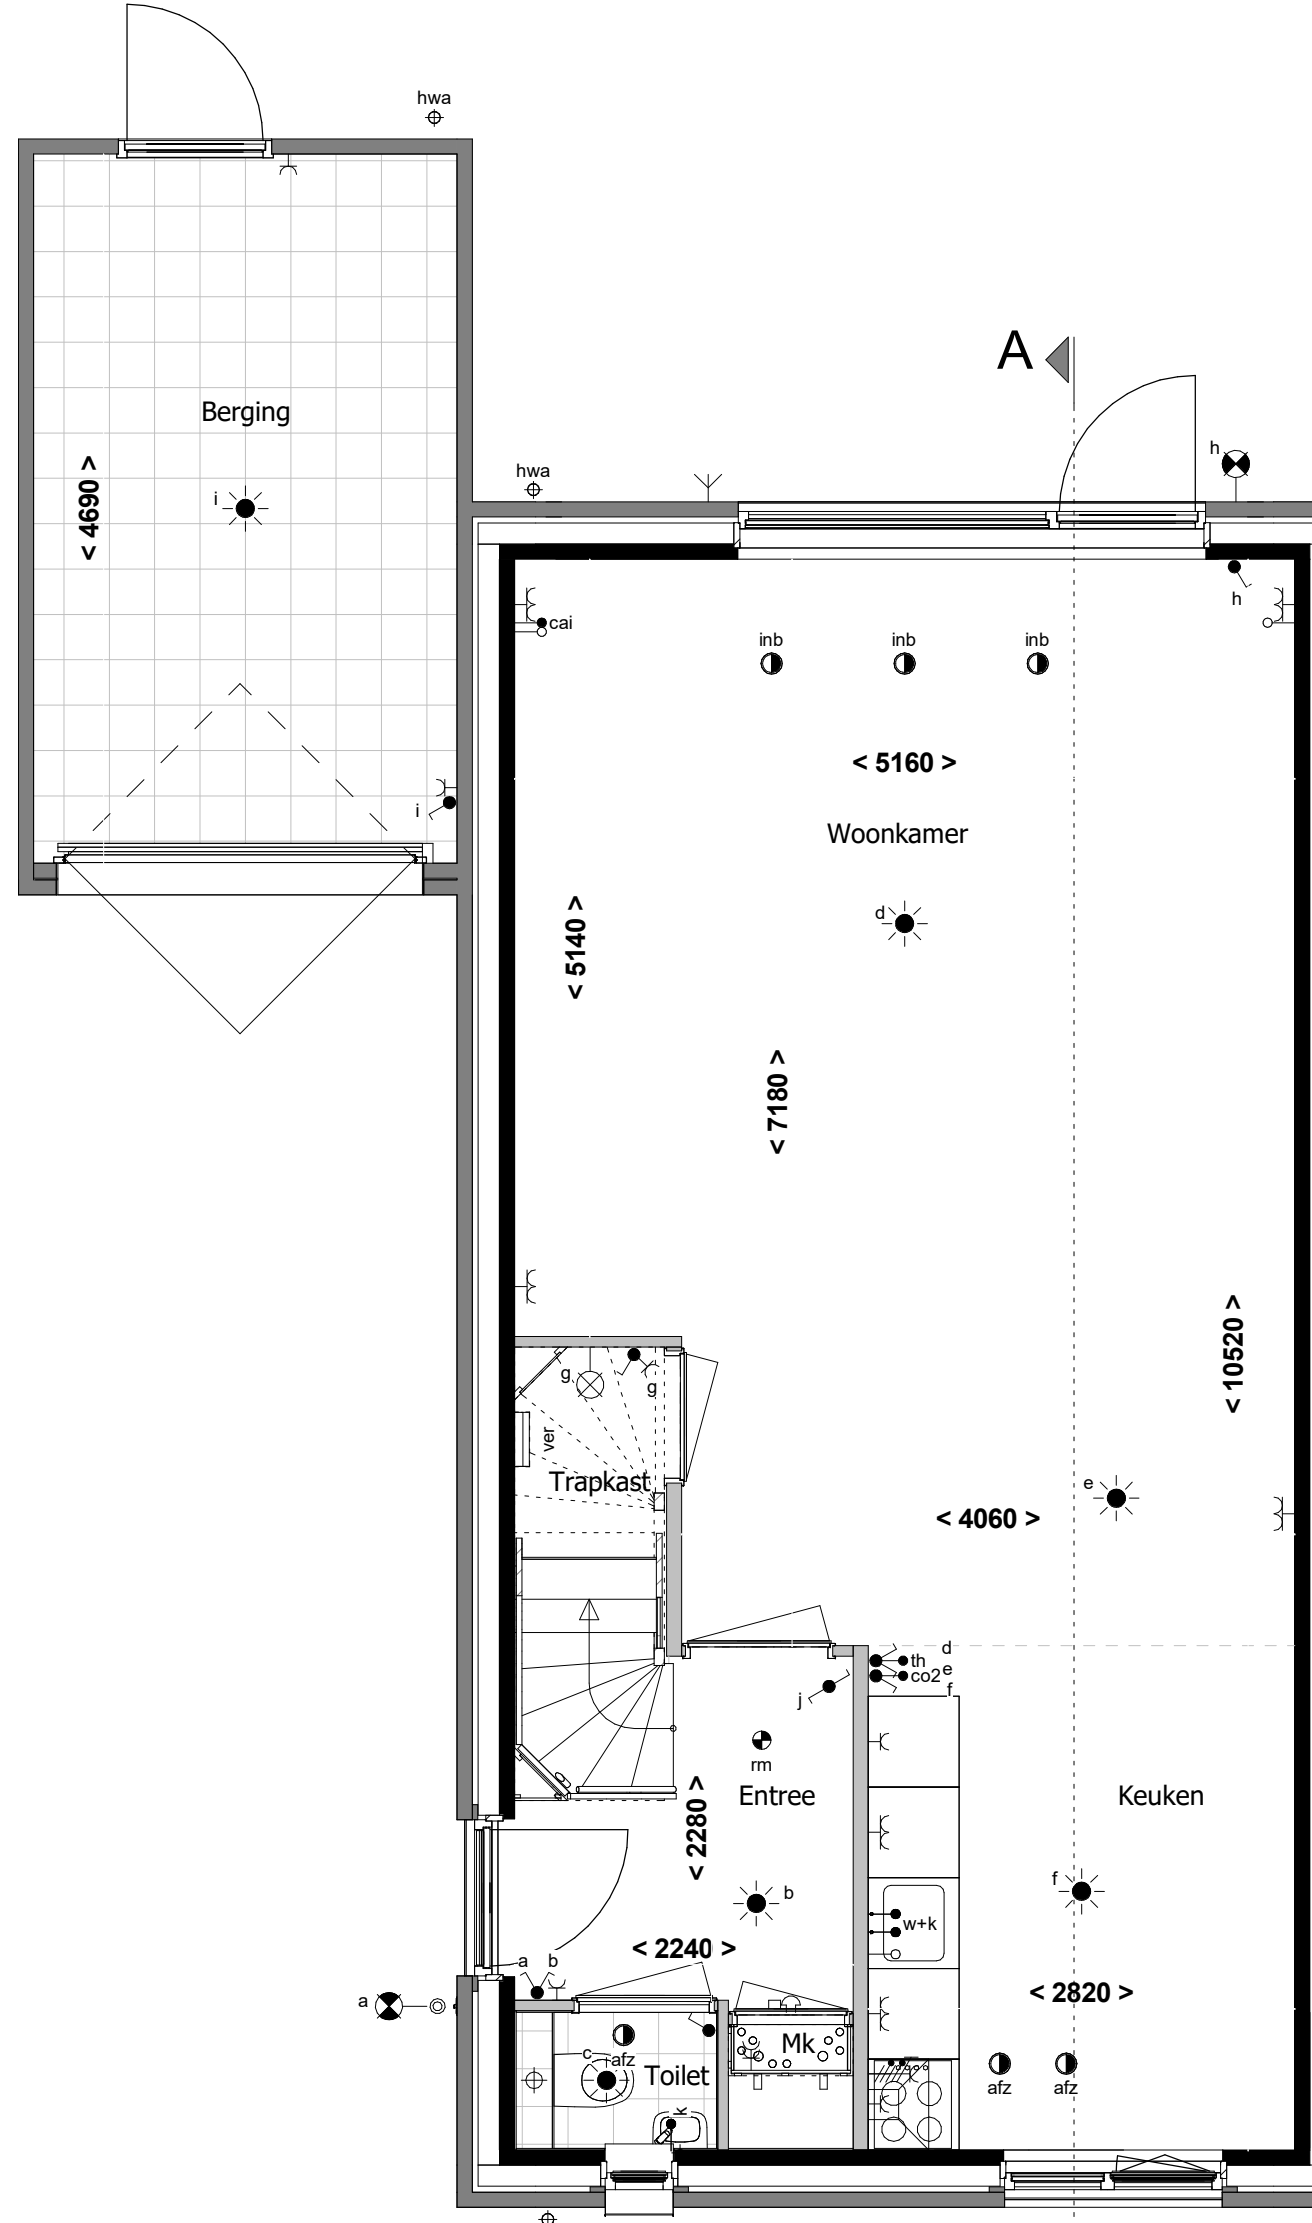 hwa
A
Berging
< 4690 >
i
hwa
h
cai
h
inb
inb
inb
< 5160 >
i
Woonkamer
d
< 5140 >
< 7180 >
< 10520 >
g
g
ver
Trapkast
e
< 4060 >
d
th
co2
e
f
j
rm
Entree
Keuken
< 2280 >
f
b
w+k
< 2240 >
a
b
< 2820 >
a
Mk
c
afz
Toilet
afz
afz
k